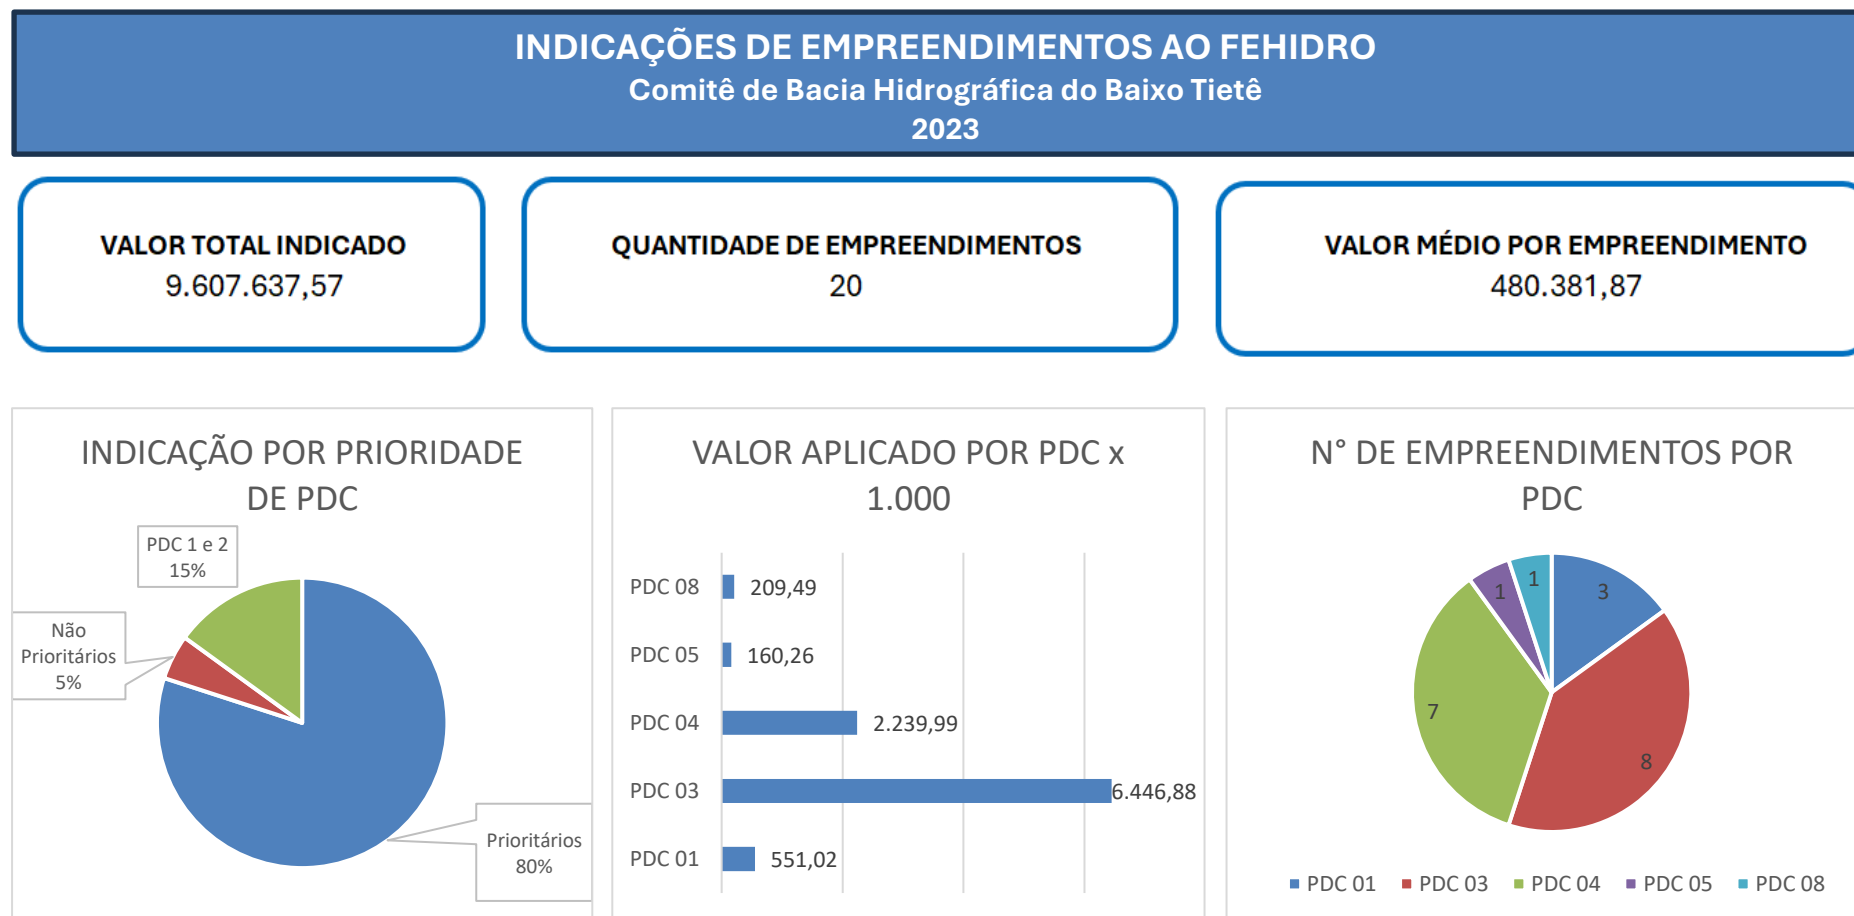 INDICAÇÕES DE EMPREENDIMENTOS AO FEHIDRO
Comitê de Bacia Hidrográfica do Baixo Tietê
2023
VALOR TOTAL INDICADO
9.607.637,57
QUANTIDADE DE EMPREENDIMENTOS
20
VALOR MÉDIO POR EMPREENDIMENTO
480.381,87
INDICAÇÃO POR PRIORIDADE
DE PDC
PDC 1 e 2
15%
Não
Prioritários
5%
Prioritários
80%
VALOR APLICADO POR PDC x
1.000
PDC 08 209,49
PDC 05 160,26
PDC 04 2.239,99
PDC 03 6.446,88
PDC 01 551,02
N° DE EMPREENDIMENTOS POR
PDC
1
1
3
7
8
PDC 01 PDC 03 PDC 04 PDC 05 PDC 08